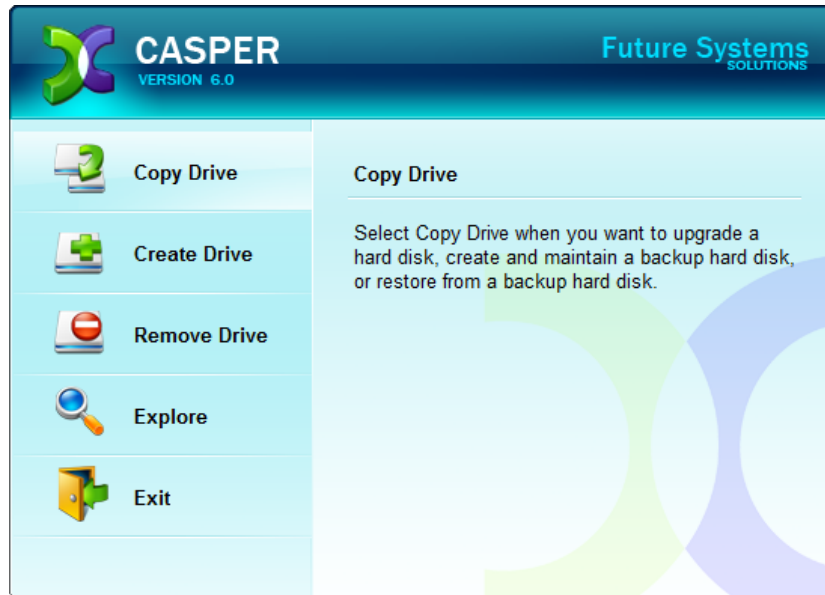 CASPER
VERSION 6.0
Future Systems
SOLUTIONS
Copy Drive
Create Drive
Remove Drive
Explore
Exit
Copy Drive
Select Copy Drive when you want to upgrade a
hard disk, create and maintain a backup hard disk,
or restore from a backup hard disk.